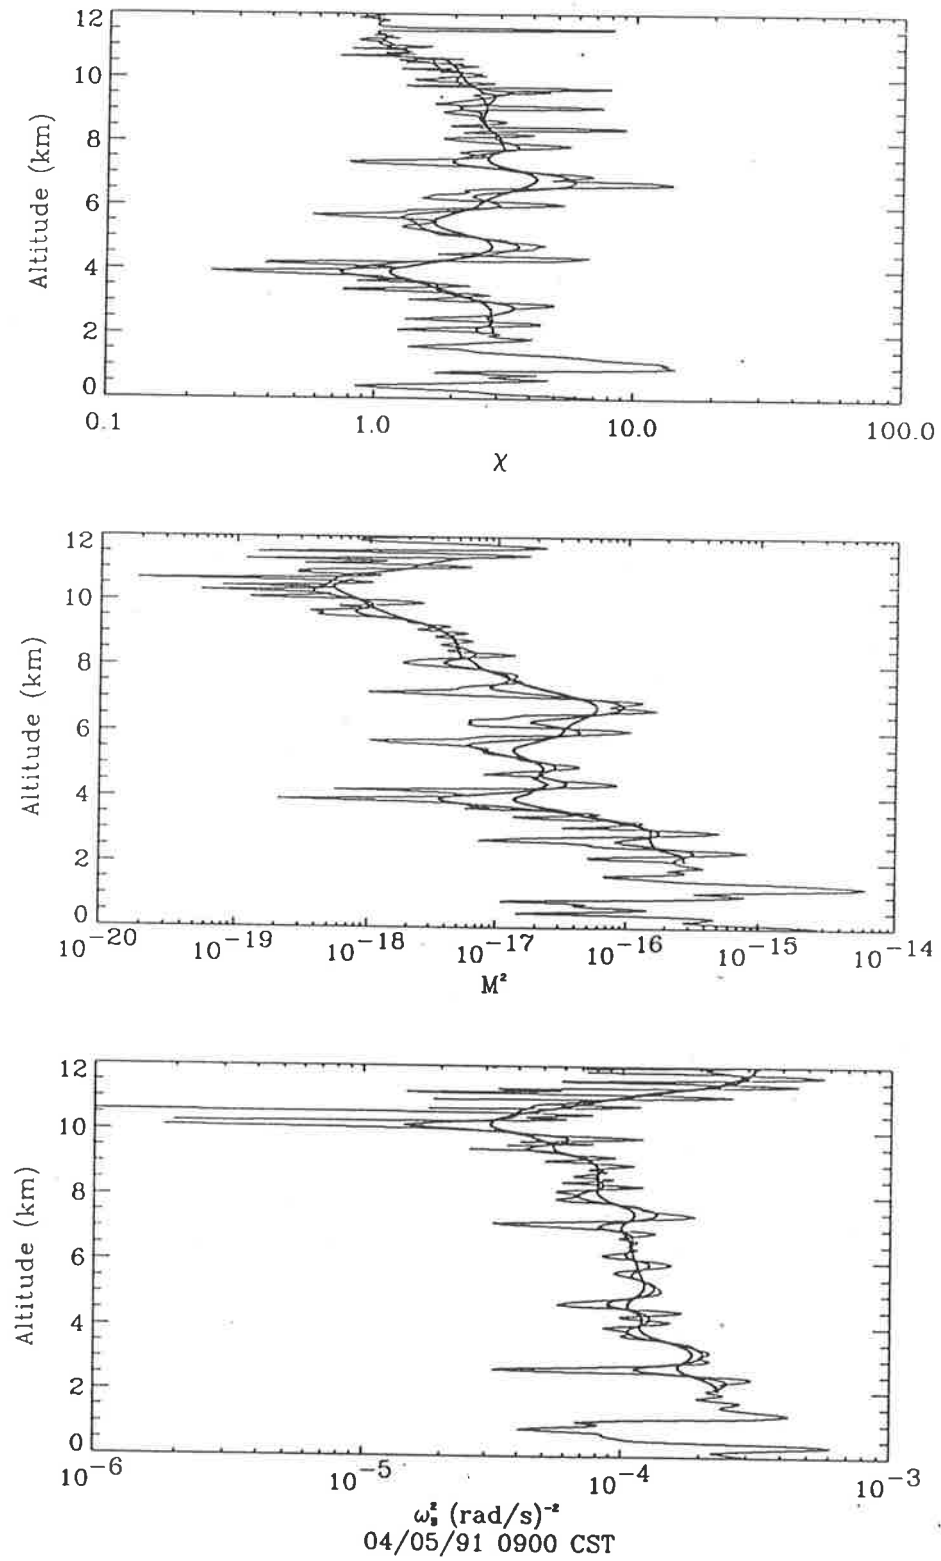 12
10
8
6
4
2
0
Altitude (km)
0.1 1.0 10.0 100.0
χ
12
10
8
6
4
2
0
Altitude (km)
10⁻²⁰ 10⁻¹⁹ 10⁻¹⁸ 10⁻¹⁷ 10⁻¹⁶ 10⁻¹⁵ 10⁻¹⁴
M²
12
10
8
6
4
2
0
Altitude (km)
10⁻⁶ 10⁻⁵ 10⁻⁴ 10⁻³
ω²ₛ (rad/s)⁻²
04/05/91 0900 CST